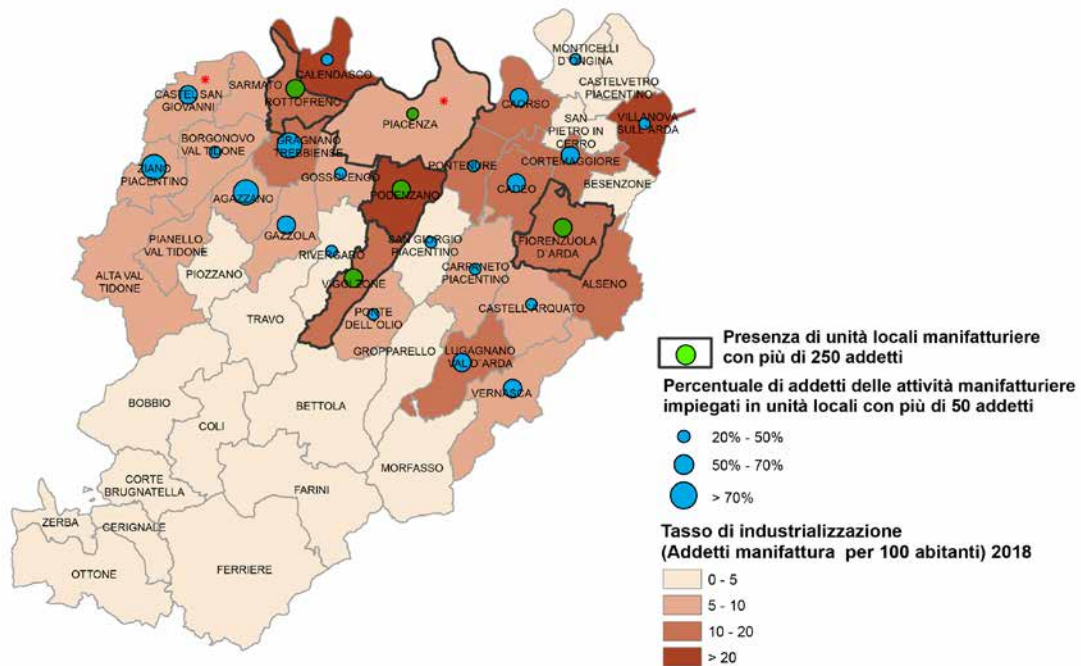 MONTICELLI
D'ONGINA
CALENDASCO
CASTELVETRO
PIACENTINO
SARMATO
CASTEL SAN
GIOVANNI
ROTTOFRENO
CAORSO
PIACENZA
VILLANOVA
SULL'ARDA
SAN
PIETRO IN
CERRO
BORGONOVO
VAL TIDONE
GRAGNANO
TREBBIENSE
CORTEMAGGIORE
ZIANO
PIACENTINO
GOSSOLENGO
PONTENURE
CADEO
BESENZONE
AGAZZANO
PODENZANO
GAZZOLA
PIANELLO
VAL TIDONE
RIVERGARO
SAN GIORGIO
PIACENTINO
FIORENZUOLA
D'ARDA
ALTA VAL
TIDONE
PIOZZANO
VIGOLZONE
CARPANETO
PIACENTINO
ALSENO
TRAVO
PONTE
DELL'OLIO
CASTELL'ARQUATO
GROPPARELLO
LUGAGNANO
VAL D'ARDA
VERNASCA
BOBBIO
BETTOLA
COLI
MORFASSO
CORTE
BRUGNATELLA
FARINI
ZERBA
CERIGNALE
OTTONE
FERRIERE
Presenza di unità locali manifatturiere
con più di 250 addetti
Percentuale di addetti delle attività manifatturiere
impiegati in unità locali con più di 50 addetti
20% - 50%
50% - 70%
> 70%
Tasso di industrializzazione
(Addetti manifattura per 100 abitanti) 2018
0 - 5
5 - 10
10 - 20
> 20